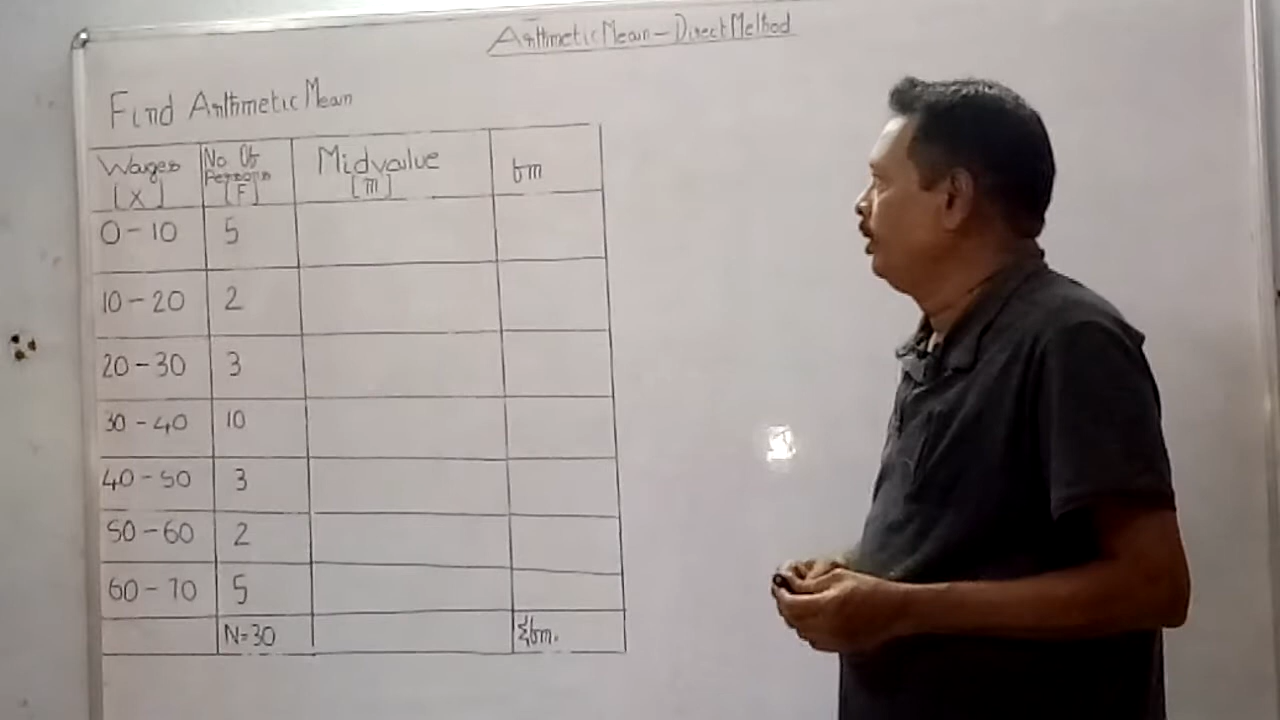 Arithmetic Mean - Direct Method
Find Arithmetic Mean
Wages [X] No Of Persons [F] Midvalue [m] fm
0-10 5
10-20 2
20-30 3
30-40 10
40-50 3
50-60 2
60-70 5
N=30 Σfm.